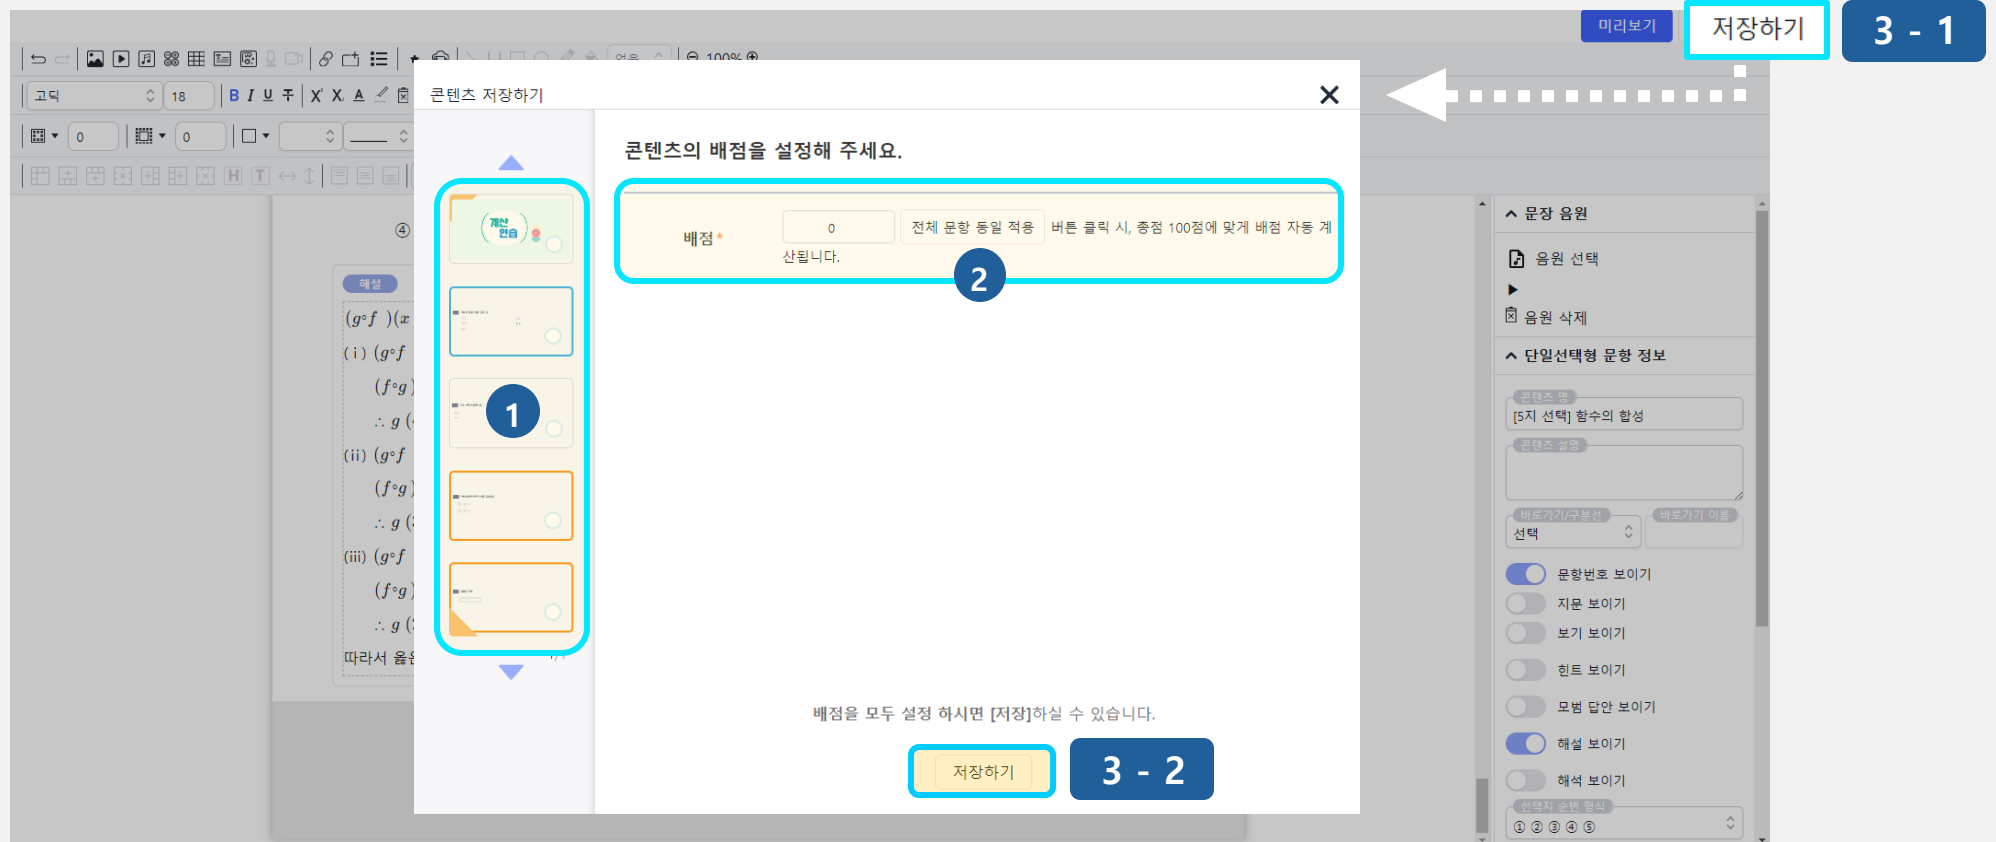 미리보기
저장하기
3 - 1
없음
100%
고딕
18
B I U T X X A
0
0
H T
콘텐츠 저장하기
콘텐츠의 배점을 설정해 주세요.
계산
연습
배점*
0
전체 문항 동일 적용
버튼 클릭 시, 총점 100점에 맞게 배점 자동 계
산됩니다.
2
1
④
해설
(g∘f )(x
(ⅰ) (g∘f
(f∘g)
∴ g (
(ⅱ) (g∘f
(f∘g)
∴ g (
(ⅲ) (g∘f
(f∘g)
∴ g (
따라서 옳은
배점을 모두 설정 하시면 [저장]하실 수 있습니다.
저장하기
3 - 2
문장 음원
음원 선택
음원 삭제
단일선택형 문항 정보
콘텐츠 명
[5지 선택] 함수의 합성
콘텐츠 설명
바로가기/구분선
바로가기 이름
선택
문항번호 보이기
지문 보이기
보기 보이기
힌트 보이기
모범 답안 보이기
해설 보이기
해석 보이기
선택지 순번 형식
① ② ③ ④ ⑤